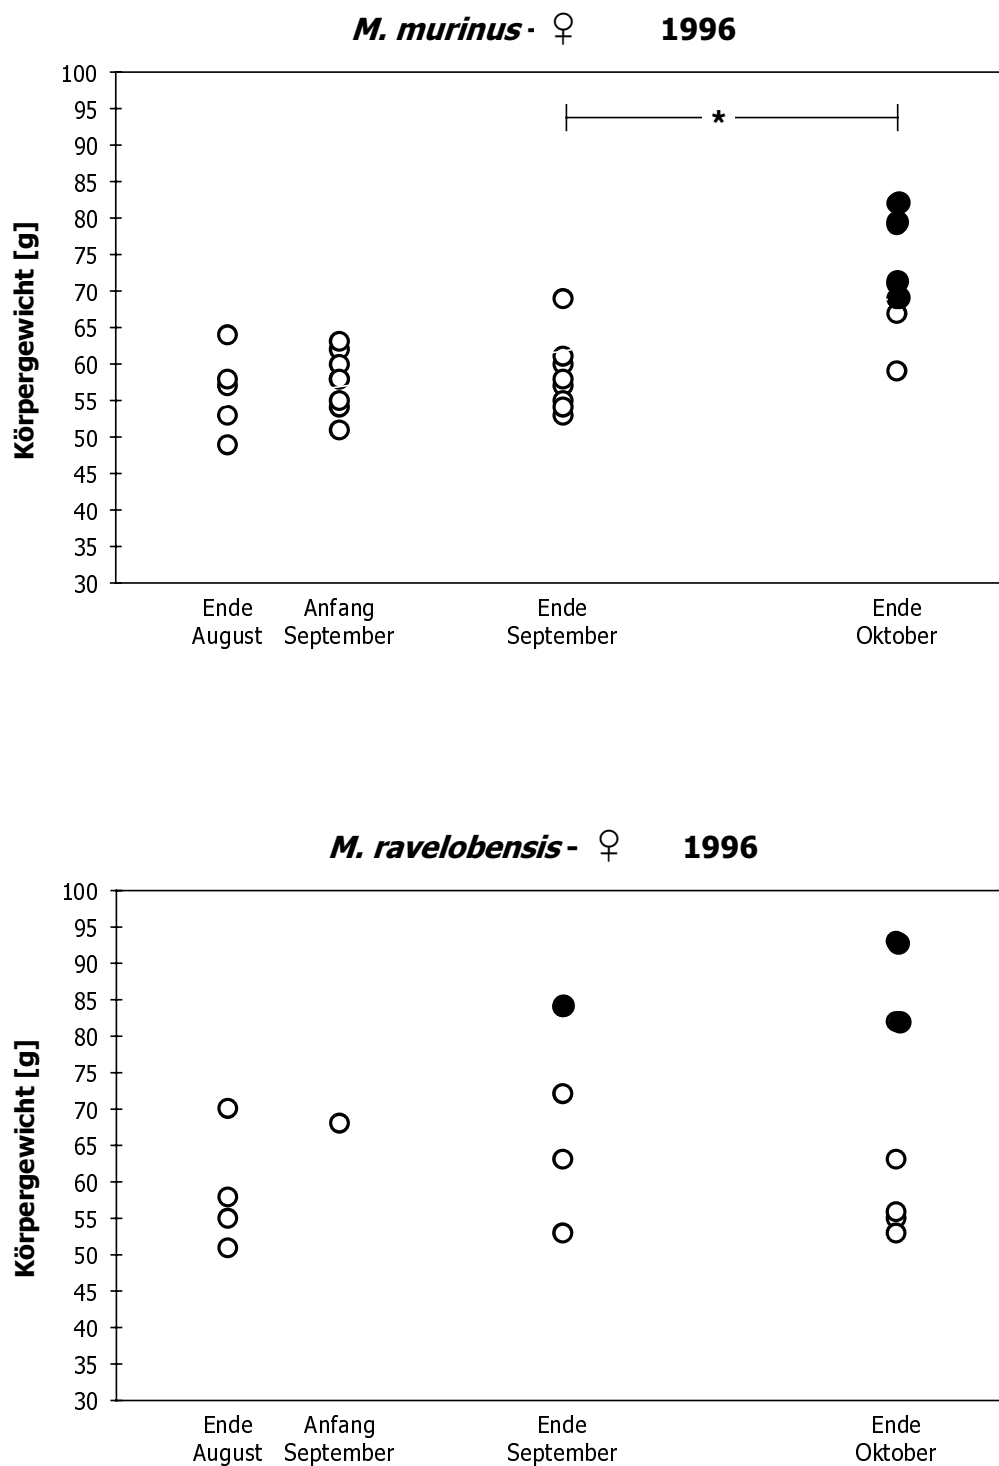 M. murinus - ♀ 1996
Körpergewicht [g]
100
95
90
85
80
75
70
65
60
55
50
45
40
35
30
*
Ende August
Anfang September
Ende September
Ende Oktober
M. ravelobensis - ♀ 1996
Körpergewicht [g]
100
95
90
85
80
75
70
65
60
55
50
45
40
35
30
Ende August
Anfang September
Ende September
Ende Oktober